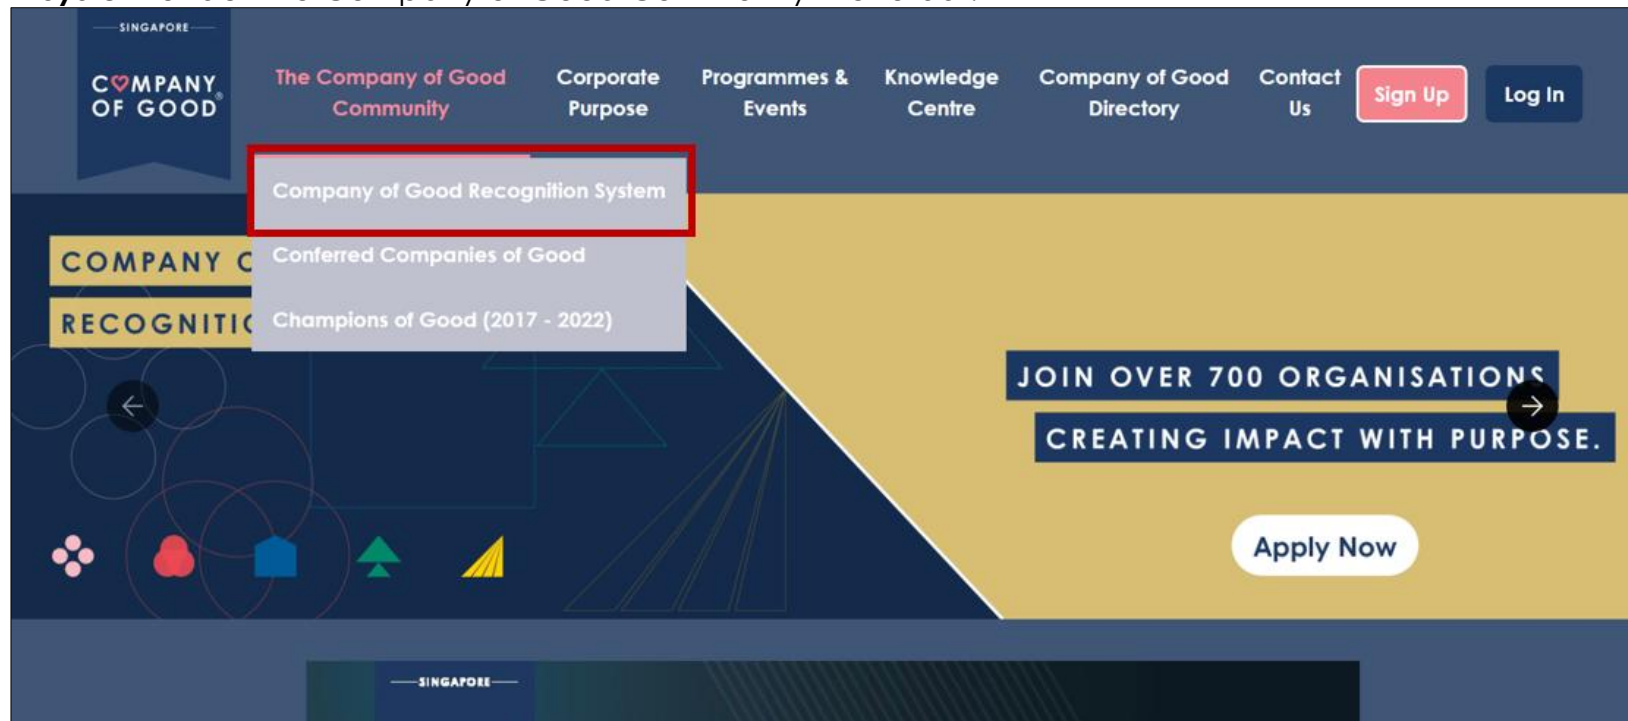 SINGAPORE
COMPANY
OF GOOD®
The Company of Good
Community
Corporate
Purpose
Programmes &
Events
Knowledge
Centre
Company of Good
Directory
Contact
Us
Sign Up
Log In
Company of Good Recognition System
Conferred Companies of Good
Champions of Good (2017 - 2022)
COMPANY
RECOGNITI
JOIN OVER 700 ORGANISATIONS
CREATING IMPACT WITH PURPOSE.
Apply Now
SINGAPORE